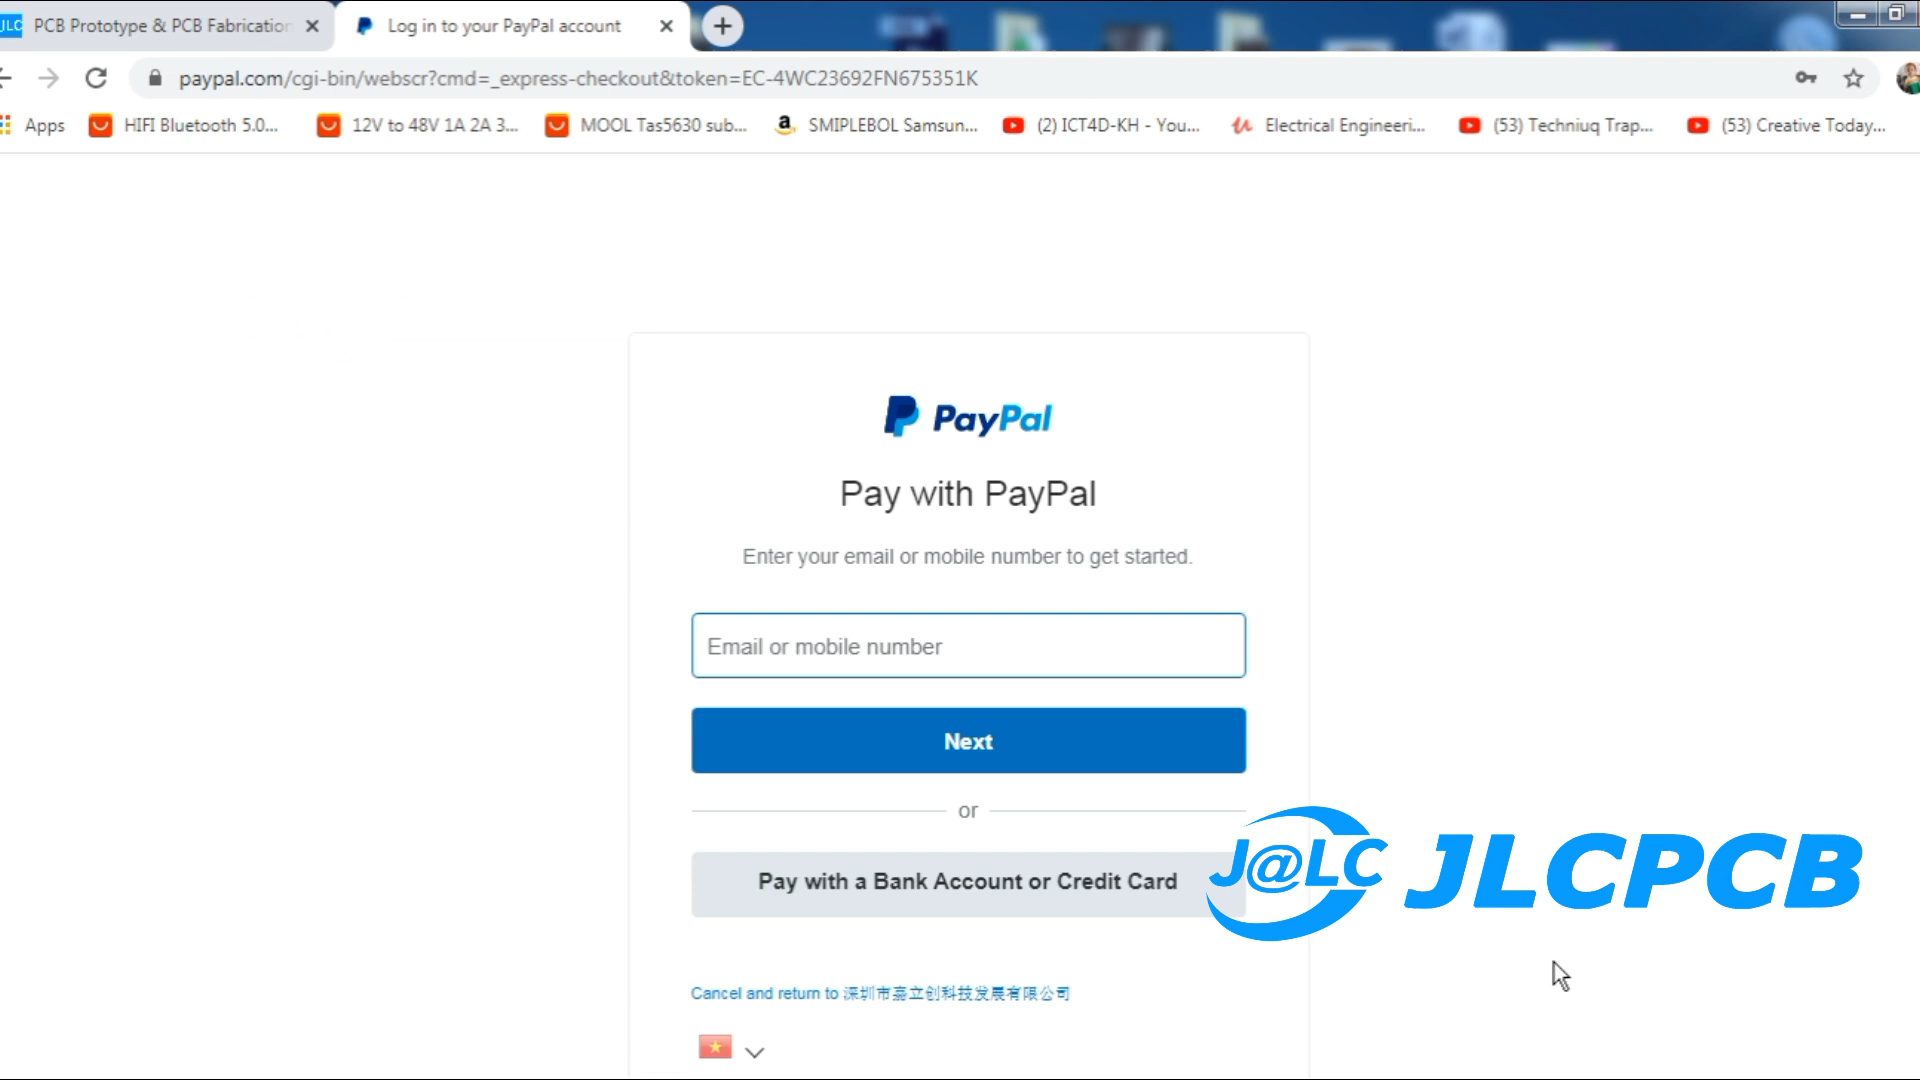 JLC PCB Prototype & PCB Fabrication
Log in to your PayPal account
paypal.com/cgi-bin/webscr?cmd=_express-checkout&token=EC-4WC23692FN675351K
Apps
HIFI Bluetooth 5.0...
12V to 48V 1A 2A 3...
MOOL Tas5630 sub...
SMIPLEBOL Samsun...
(2) ICT4D-KH - You...
Electrical Engineeri...
(53) Techniuq Trap...
(53) Creative Today...
PayPal
Pay with PayPal
Enter your email or mobile number to get started.
Email or mobile number
Next
or
Pay with a Bank Account or Credit Card
J@LC JLCPCB
Cancel and return to 深圳市嘉立创科技发展有限公司